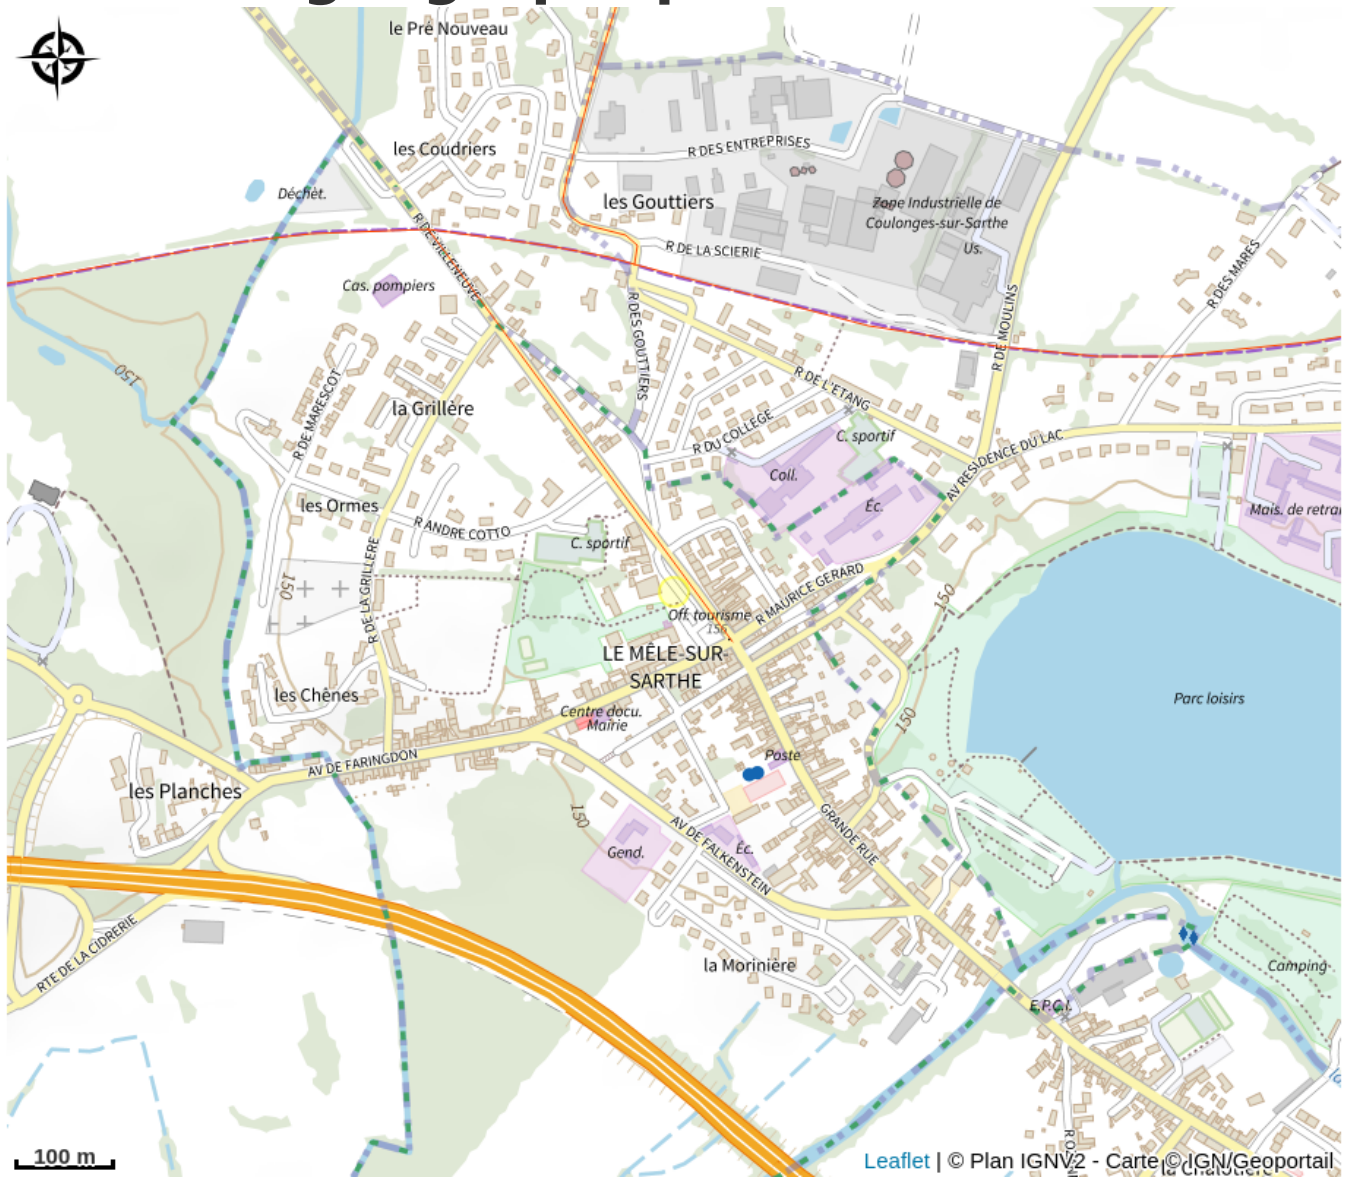 le Pré Nouveau
R DES ENTREPRISES
les Coudriers
Déchèt.
les Gouttiers
Zone Industrielle de
Coulonges-sur-Sarthe
Us.
R DE VILLENEUVE
R DE LA SCIERIE
R DES MARES
Cas. pompiers
R DES GOUTTIERS
R DE MOULINS
150
R DE MARESCOT
la Grillère
R DE L'ETANG
R DU COLLEGE
C. sportif
AV RESIDENCE DU LAC
Coll.
Éc.
les Ormes
R ANDRE COTTO
Mais. de retrai
C. sportif
R DE LA GRILLERE
150
R MAURICE GERARD
150
Off. tourisme
156
LE MÊLE-SUR-
SARTHE
les Chênes
Parc loisirs
Centre docu.
Mairie
150
AV DE FARINGDON
Poste
les Planches
150
AV DE FALKENSTEIN
GRANDE RUE
Gend.
Éc.
RTE DE LA CIDRERIE
la Morinière
Camping
E.P.C.I.
100 m
Leaflet | © Plan IGNV2 - Carte © IGN/Geoportail
la Chalotière